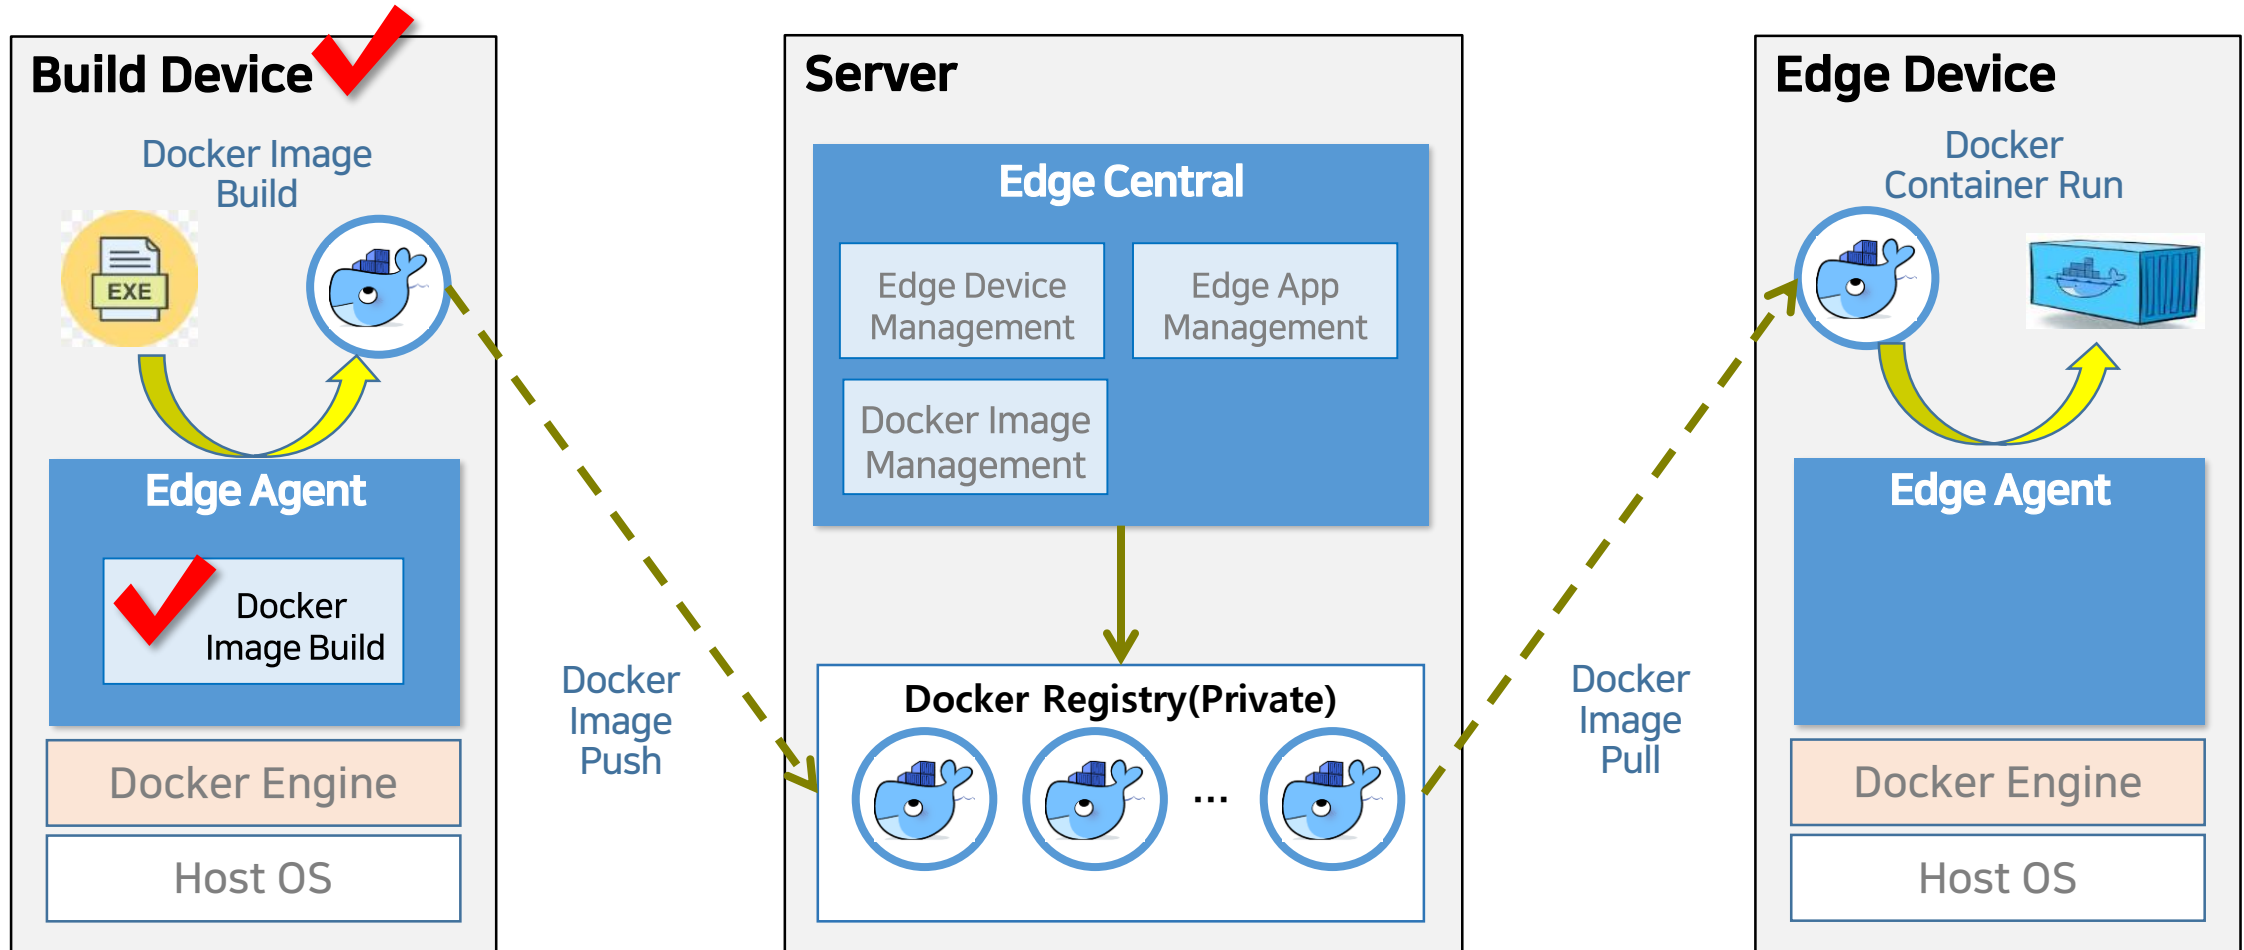 Build Device
Docker Image
Build
EXE
Edge Agent
Docker
Image Build
Docker Engine
Host OS
Docker
Image
Push
Server
Edge Central
Edge Device
Management
Edge App
Management
Docker Image
Management
Docker Registry(Private)
...
Docker
Image
Pull
Edge Device
Docker
Container Run
Edge Agent
Docker Engine
Host OS